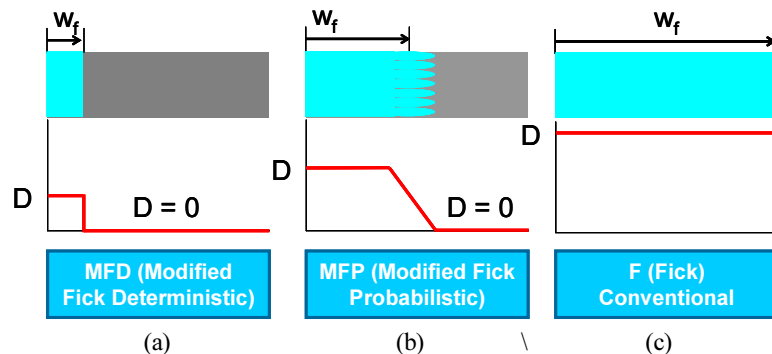 w_f
w_f
w_f
D
D = 0
D
D = 0
D
MFD (Modified
Fick Deterministic)
MFP (Modified Fick
Probabilistic)
F (Fick)
Conventional
(a)
(b)
\
(c)